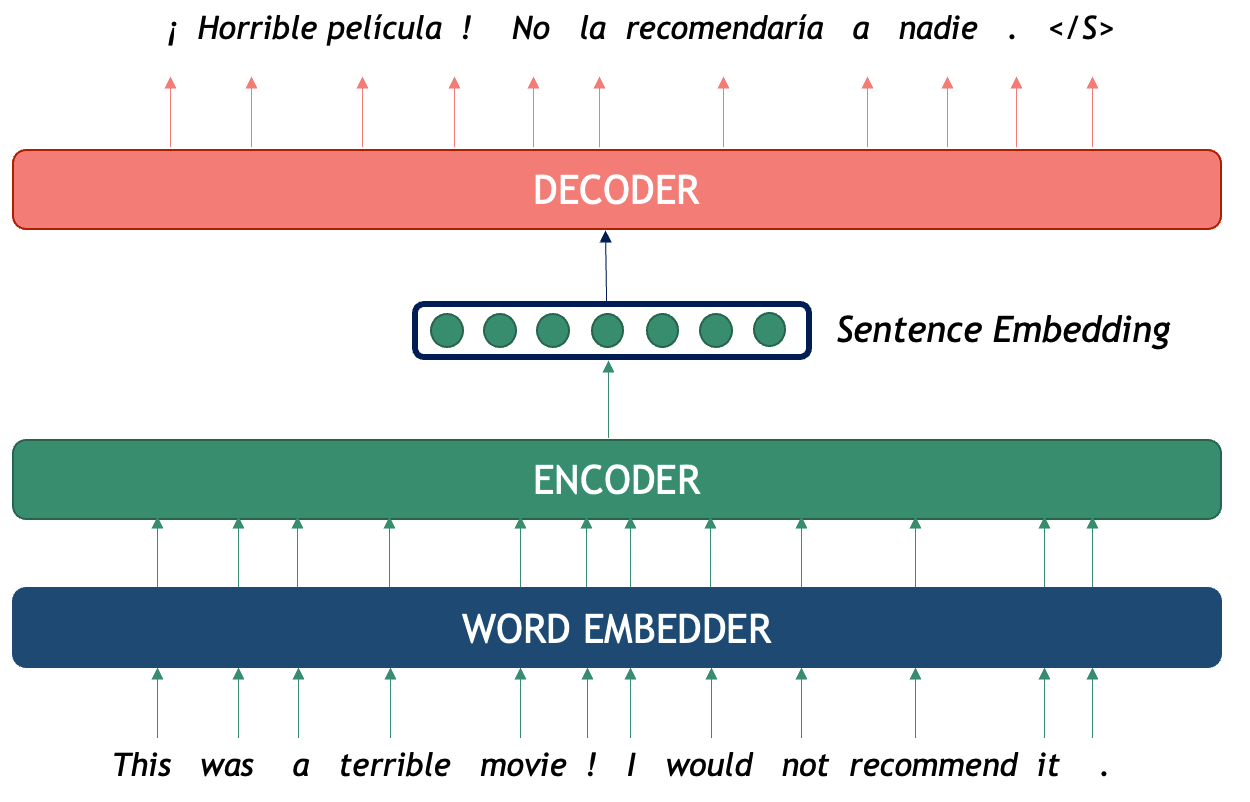 ¡ Horrible película ! No la recomendaría a nadie . </S>
DECODER
Sentence Embedding
ENCODER
WORD EMBEDDER
This was a terrible movie ! I would not recommend it .